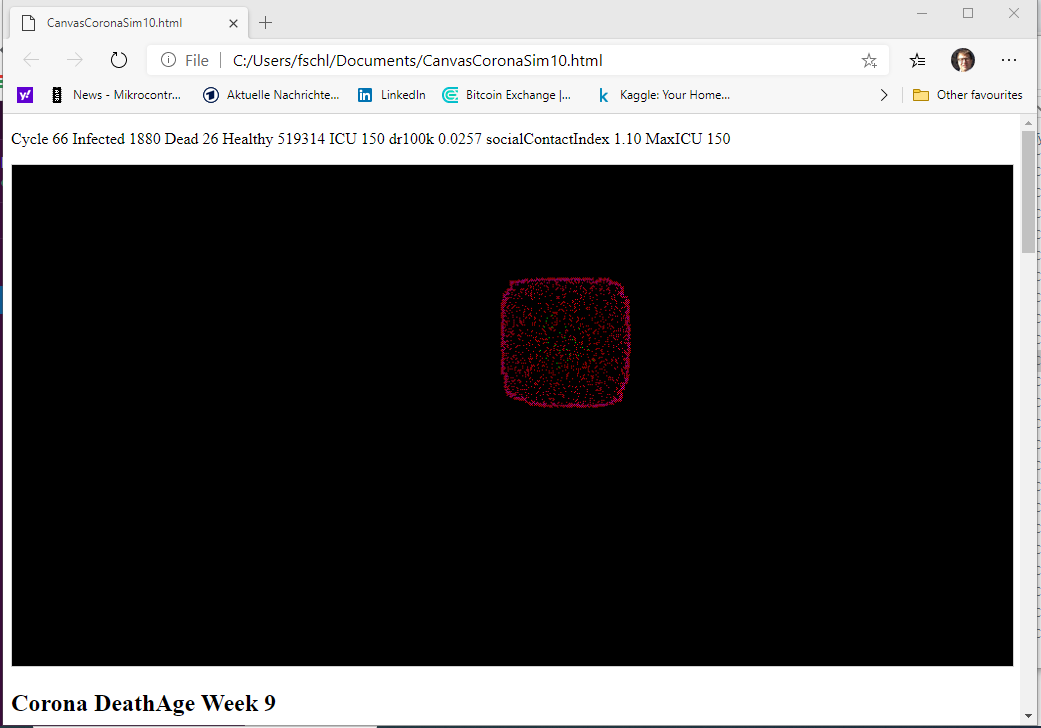 CanvasCoronaSim10.html
File C:/Users/fschl/Documents/CanvasCoronaSim10.html
y! News - Mikrocontr... Aktuelle Nachrichte... LinkedIn Bitcoin Exchange |... Kaggle: Your Home... Other favourites
Cycle 66 Infected 1880 Dead 26 Healthy 519314 ICU 150 dr100k 0.0257 socialContactIndex 1.10 MaxICU 150
Corona DeathAge Week 9